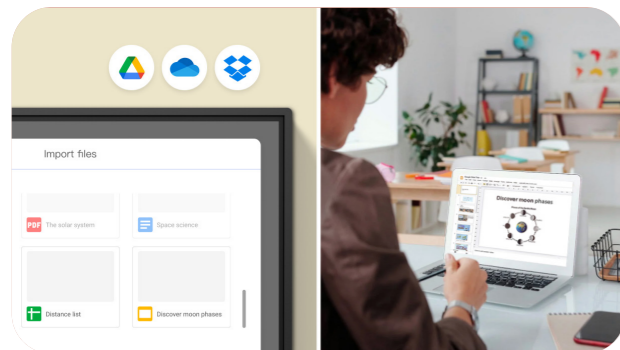 Import files
PDF
The solar system
Space science
Distance list
Discover moon phases
Discover moon phases